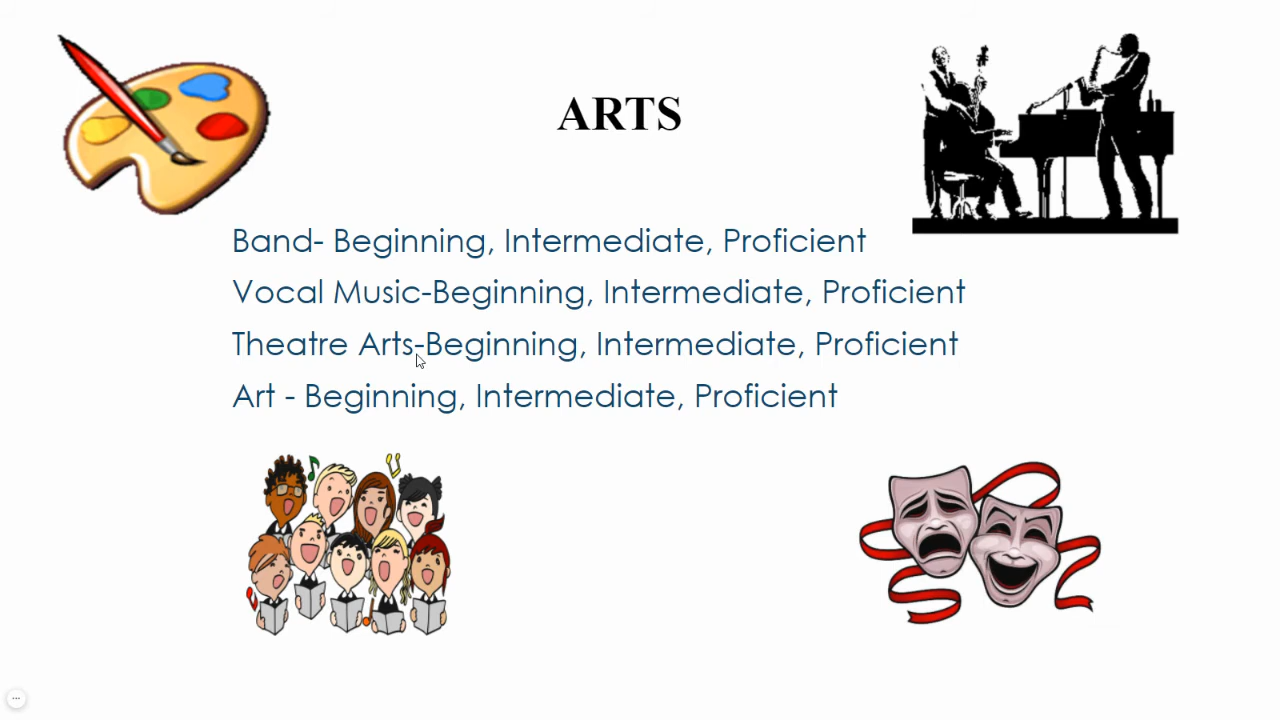 ARTS
Band- Beginning, Intermediate, Proficient
Vocal Music-Beginning, Intermediate, Proficient
Theatre Arts-Beginning, Intermediate, Proficient
Art - Beginning, Intermediate, Proficient